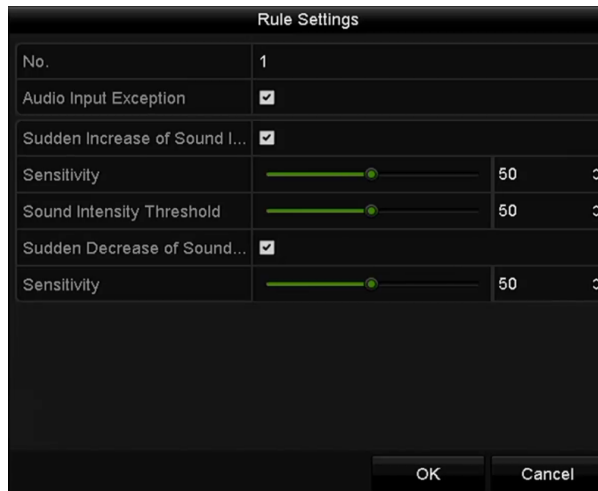 Rule Settings
No. 1
Audio Input Exception
Sudden Increase of Sound I...
Sensitivity 50
Sound Intensity Threshold 50
Sudden Decrease of Sound...
Sensitivity 50
OK Cancel